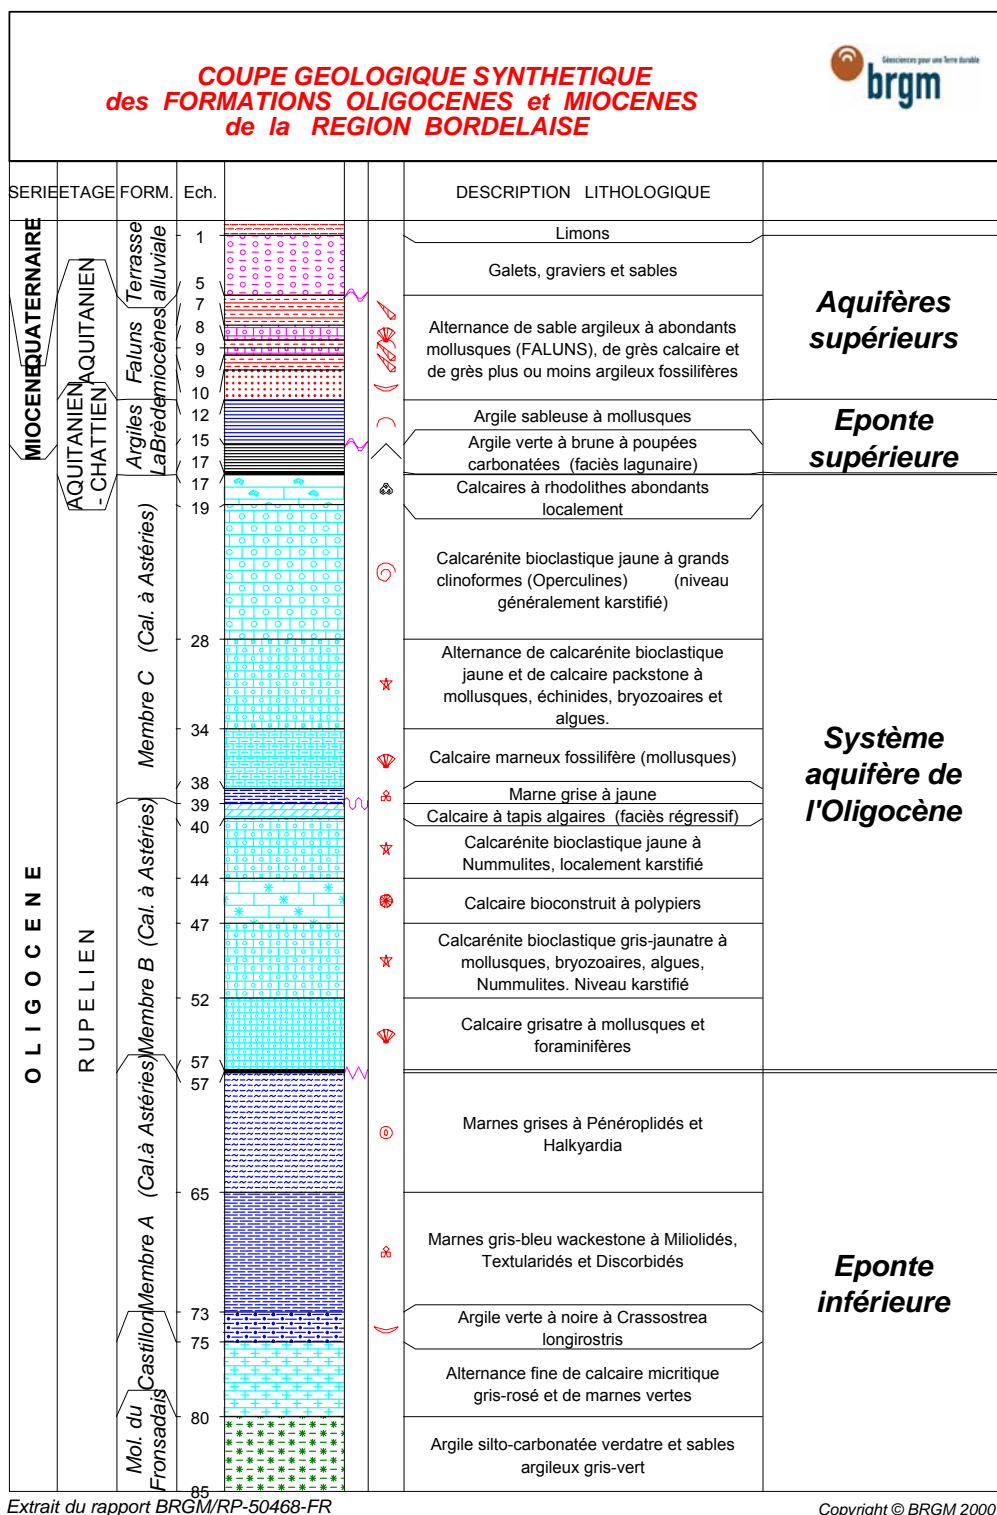 COUPE GEOLOGIQUE SYNTHETIQUE
des FORMATIONS OLIGOCENES et MIOCENES
de la REGION BORDELAISE
Géosciences pour une Terre durable
brgm
SERIE ETAGE FORM. Ech. DESCRIPTION LITHOLOGIQUE
QUATERNAIRE
MIOCENE
OLIGOCENE
AQUITANIEN
AQUITANIEN
- CHATTIEN
RUPELIEN
Terrasse
alluviale
Faluns
miocènes
Argiles
LaBrède
Membre C (Cal. à Astéries)
Membre B (Cal. à Astéries)
Membre A (Cal.à Astéries)
Castillon
Mol. du
Fronsadais
1
5
7
8
9
9
10
12
15
17
17
19
28
34
38
39
40
44
47
52
57
57
65
73
75
80
85
Limons
Galets, graviers et sables
Alternance de sable argileux à abondants
mollusques (FALUNS), de grès calcaire et
de grès plus ou moins argileux fossilifères
Argile sableuse à mollusques
Argile verte à brune à poupées
carbonatées (faciès lagunaire)
Calcaires à rhodolithes abondants
localement
Calcarénite bioclastique jaune à grands
clinoformes (Operculines) (niveau
généralement karstifié)
Alternance de calcarénite bioclastique
jaune et de calcaire packstone à
mollusques, échinides, bryozoaires et
algues.
Calcaire marneux fossilifère (mollusques)
Marne grise à jaune
Calcaire à tapis algaires (faciès régressif)
Calcarénite bioclastique jaune à
Nummulites, localement karstifié
Calcaire bioconstruit à polypiers
Calcarénite bioclastique gris-jaunatre à
mollusques, bryozoaires, algues,
Nummulites. Niveau karstifié
Calcaire grisatre à mollusques et
foraminifères
Marnes grises à Pénéroplidés et
Halkyardia
Marnes gris-bleu wackestone à Miliolidés,
Textularidés et Discorbidés
Argile verte à noire à Crassostrea
longirostris
Alternance fine de calcaire micritique
gris-rosé et de marnes vertes
Argile silto-carbonatée verdatre et sables
argileux gris-vert
Aquifères
supérieurs
Eponte
supérieure
Système
aquifère de
l'Oligocène
Eponte
inférieure
Extrait du rapport BRGM/RP-50468-FR
Copyright © BRGM 2000